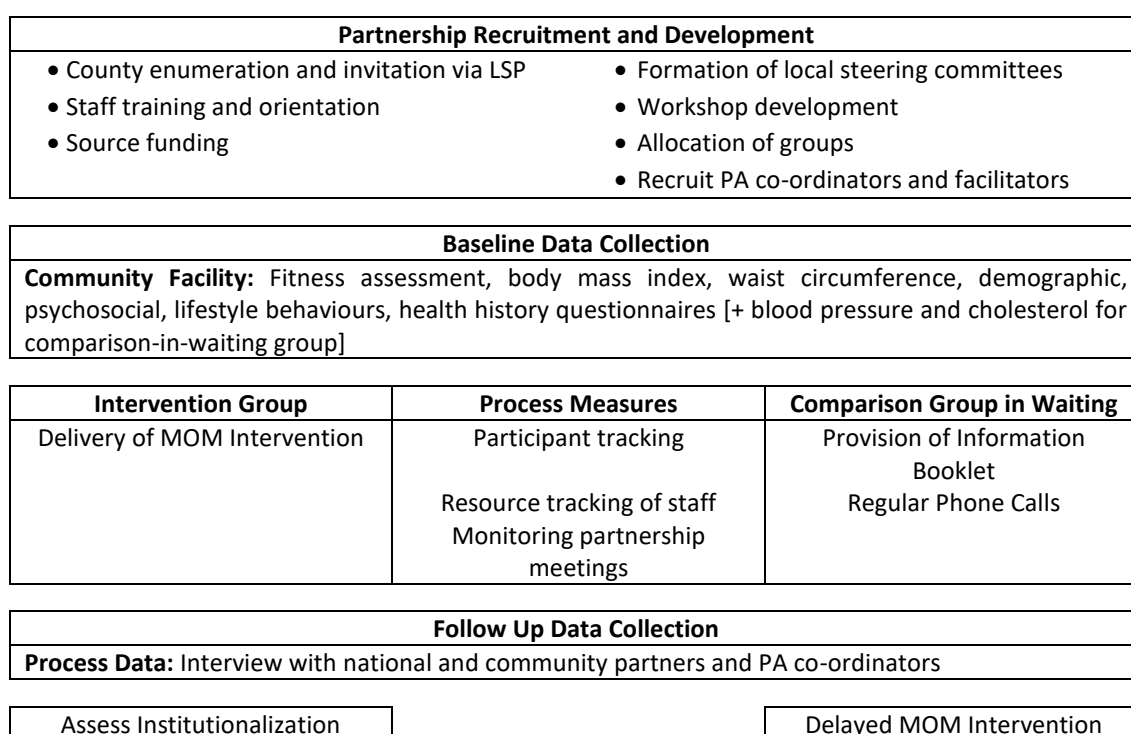 Partnership Recruitment and Development
• County enumeration and invitation via LSP
• Staff training and orientation
• Source funding
• Formation of local steering committees
• Workshop development
• Allocation of groups
• Recruit PA co-ordinators and facilitators
Baseline Data Collection
Community Facility: Fitness assessment, body mass index, waist circumference, demographic,
psychosocial, lifestyle behaviours, health history questionnaires [+ blood pressure and cholesterol for
comparison-in-waiting group]
Intervention Group
Delivery of MOM Intervention
Process Measures
Participant tracking
Resource tracking of staff
Monitoring partnership
meetings
Comparison Group in Waiting
Provision of Information
Booklet
Regular Phone Calls
Follow Up Data Collection
Process Data: Interview with national and community partners and PA co-ordinators
Assess Institutionalization
Delayed MOM Intervention